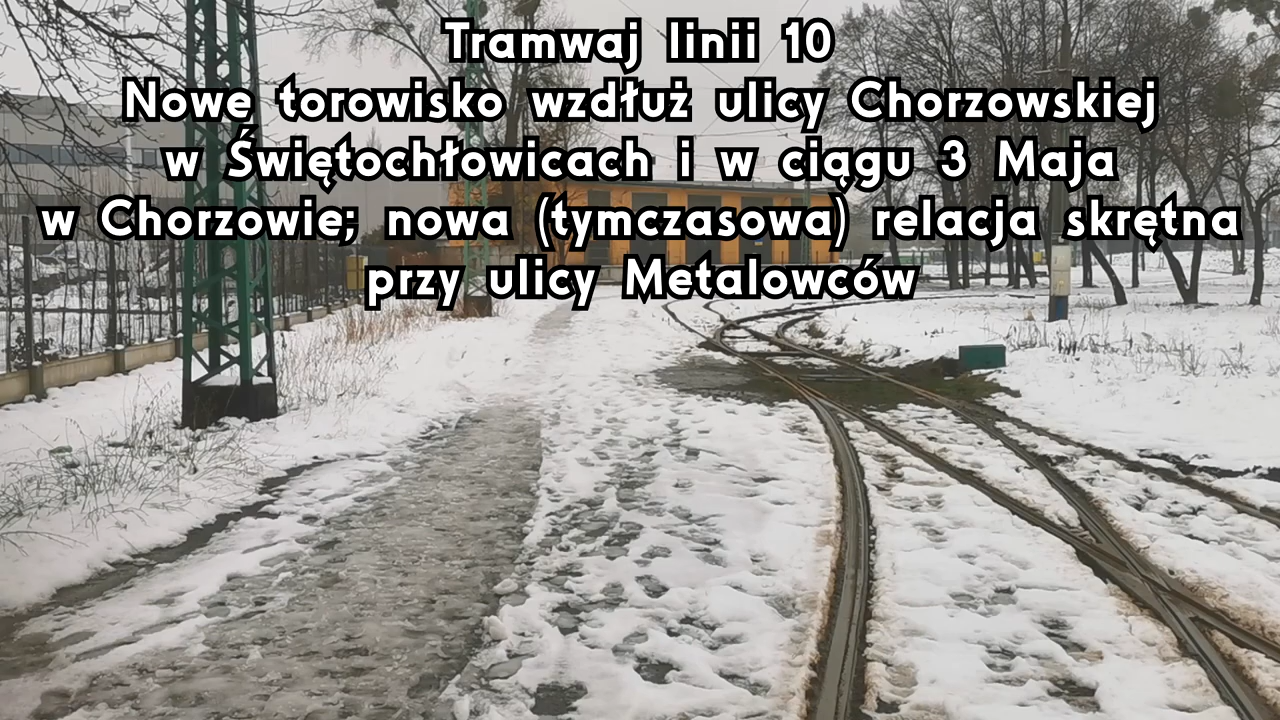 Tramwaj linii 10
Nowe torowisko wzdłuż ulicy Chorzowskiej
w Świętochłowicach i w ciągu 3 Maja
w Chorzowie; nowa (tymczasowa) relacja skrętna
przy ulicy Metalowców